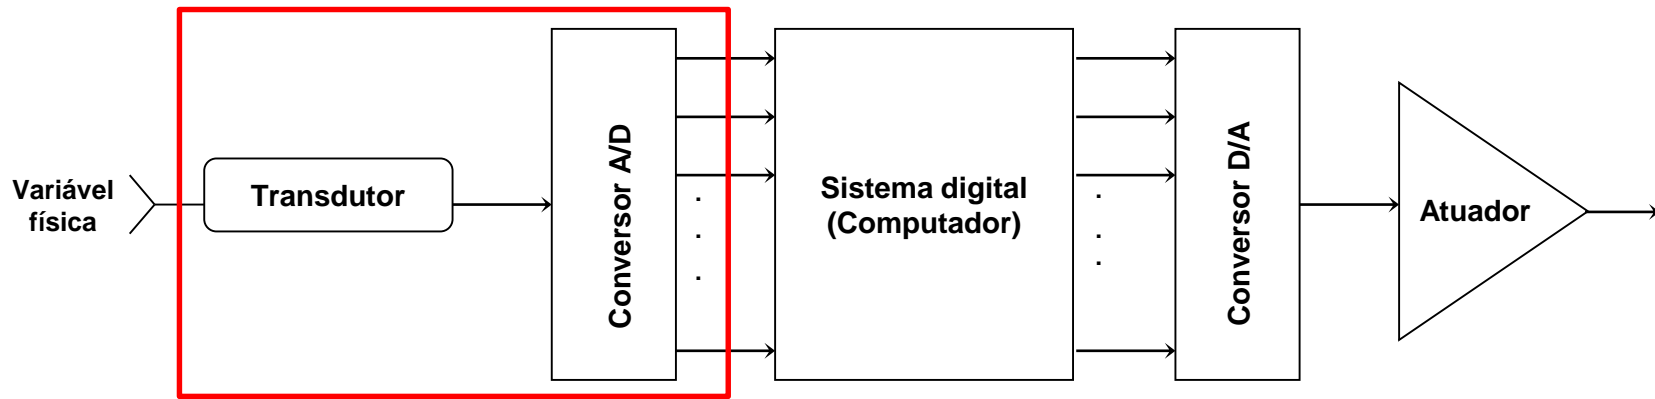 Variável
física
Transdutor
Conversor A/D
Sistema digital
(Computador)
Conversor D/A
Atuador